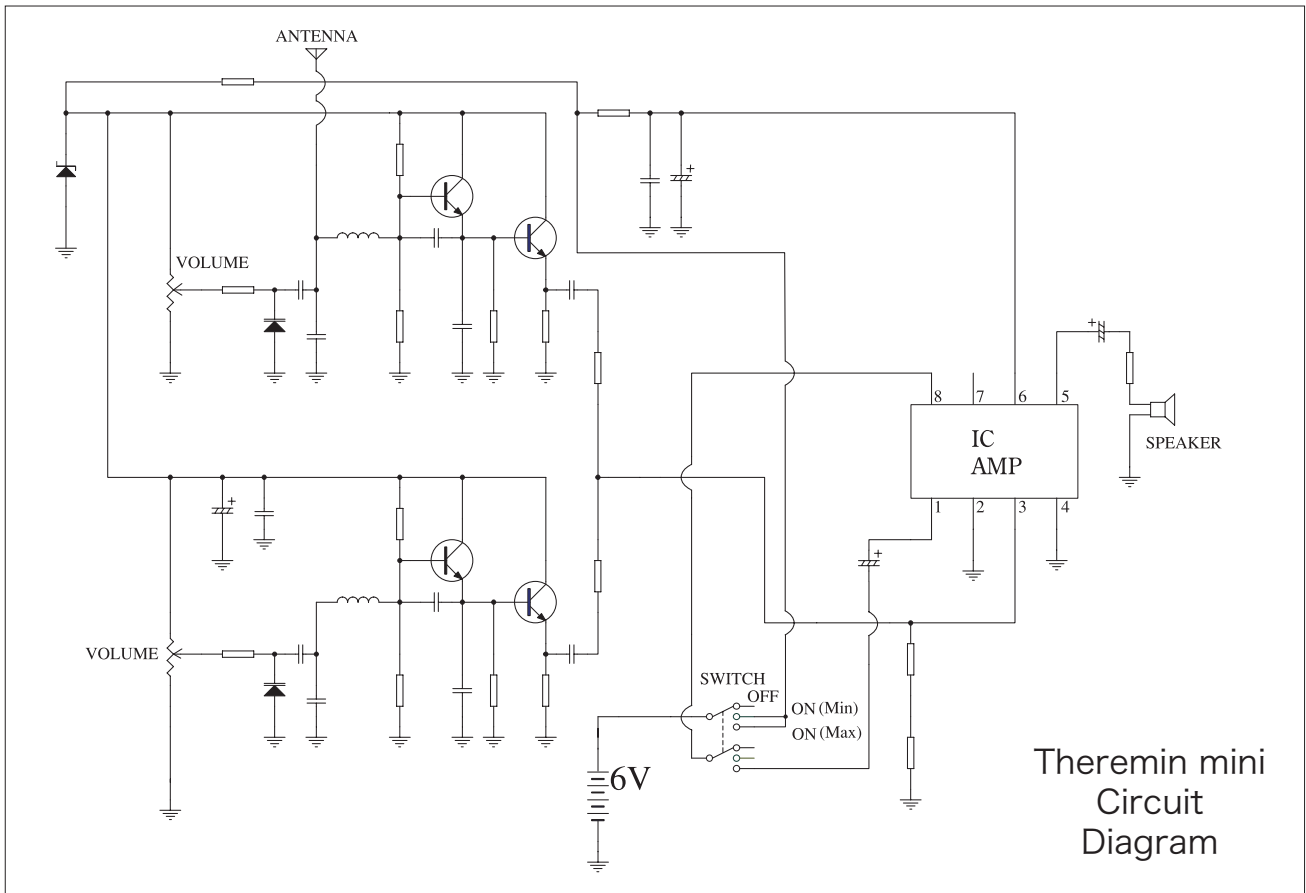 ANTENNA
+
VOLUME
+
8
7
6
5
IC
AMP
SPEAKER
1
2
3
4
+
+
VOLUME
SWITCH
OFF
ON (Min)
ON (Max)
6V
Theremin mini
Circuit
Diagram